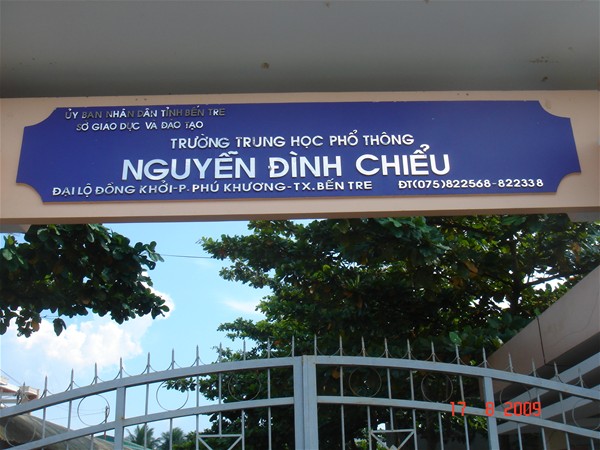 ỦY BAN NHÂN DÂN TỈNH BẾN TRE
SỞ GIÁO DỤC VÀ ĐÀO TẠO
TRƯỜNG TRUNG HỌC PHỔ THÔNG
NGUYỄN ĐÌNH CHIỂU
ĐẠI LỘ ĐỒNG KHỞI-P. PHÚ KHƯƠNG-TX.BẾN TRE ĐT(075)822568-822338
17 8 2009